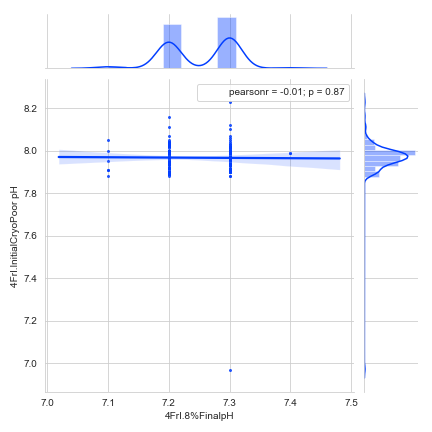 pearsonr = -0.01; p = 0.87
8.2
8.0
7.8
7.6
7.4
7.2
7.0
4FrI.InitialCryoPoor pH
7.0 7.1 7.2 7.3 7.4 7.5
4FrI.8%FinalpH